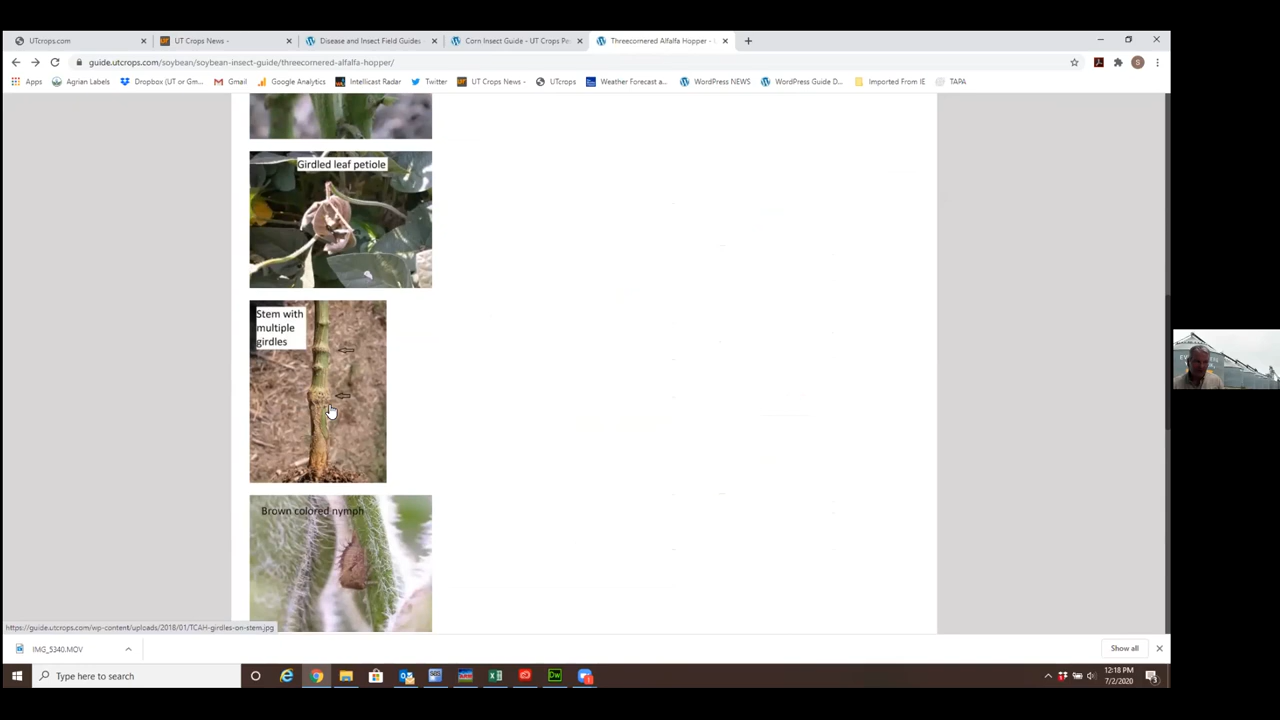 UTcrops.com
UT Crops News -
Disease and Insect Field Guides
Corn Insect Guide - UT Crops Pe
Threecornered Alfalfa Hopper -
guide.utcrops.com/soybean/soybean-insect-guide/threecornered-alfalfa-hopper/
Apps
Agrian Labels
Dropbox (UT or Gm...
Gmail
Google Analytics
Intellicast Radar
Twitter
UT Crops News -
UTcrops
Weather Forecast a...
WordPress NEWS
WordPress Guide D...
Imported From IE
TAPA
Girdled leaf petiole
Stem with
multiple
girdles
Brown colored nymph
https://guide.utcrops.com/wp-content/uploads/2018/01/TCAH-girdles-on-stem.jpg
IMG_5340.MOV
Show all
Type here to search
12:18 PM
7/2/2020